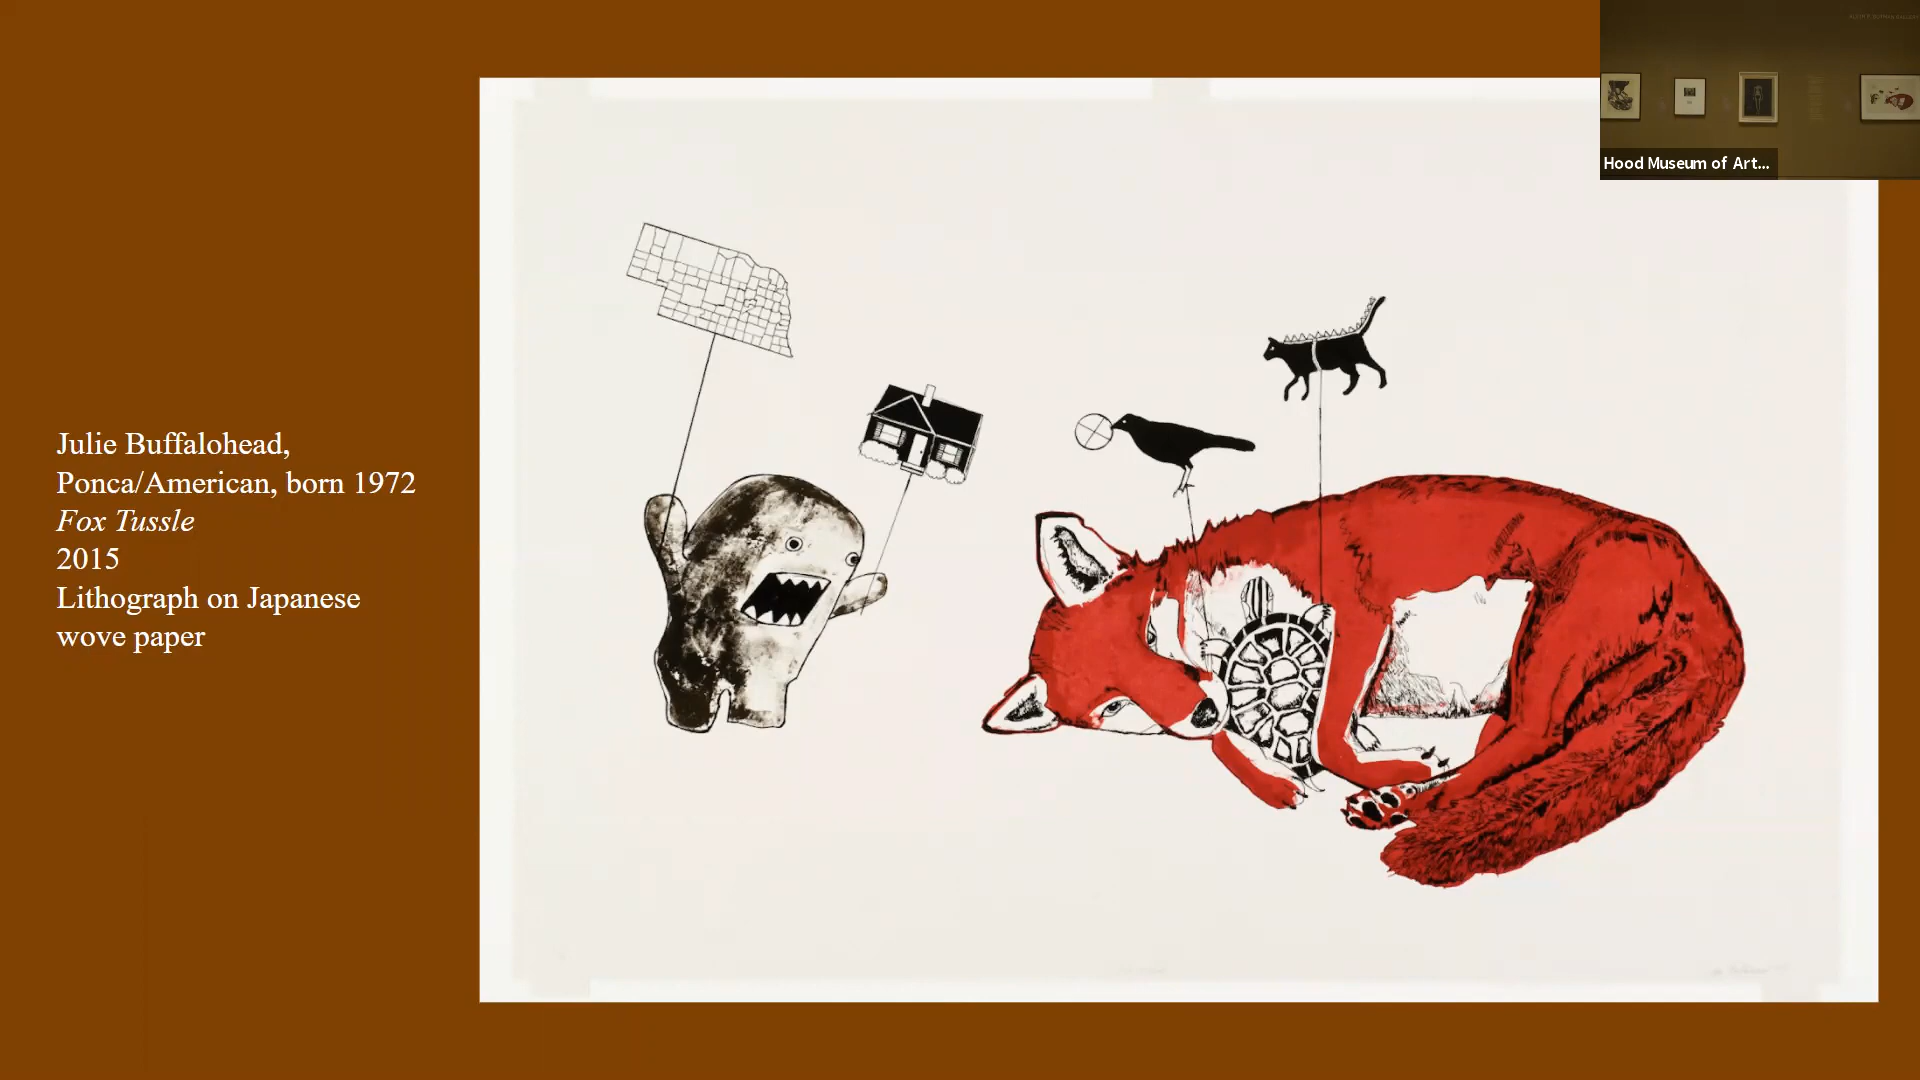 Julie Buffalohead,
Ponca/American, born 1972
Fox Tussle
2015
Lithograph on Japanese
wove paper
Hood Museum of Art...